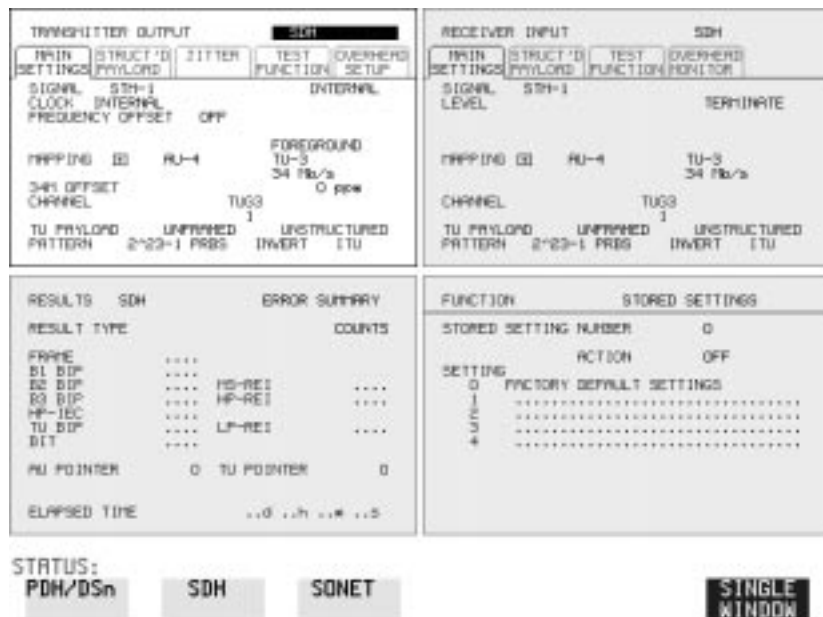 TRANSMITTER OUTPUT SDH
MAIN SETTINGS STRUCT'D PAYLOAD JITTER TEST FUNCTION OVERHEAD SETUP
SIGNAL STM-1 INTERNAL
CLOCK INTERNAL
FREQUENCY OFFSET OFF
FOREGROUND
MAPPING AU-4 TU-3
34 Mb/s
34M OFFSET 0 ppm
CHANNEL TUG3
1
TU PAYLOAD UNFRAMED UNSTRUCTURED
PATTERN 2^23-1 PRBS INVERT ITU
RECEIVER INPUT SDH
MAIN SETTINGS STRUCT'D PAYLOAD TEST FUNCTION OVERHEAD MONITOR
SIGNAL STM-1
LEVEL TERMINATE
MAPPING AU-4 TU-3
34 Mb/s
CHANNEL TUG3
1
TU PAYLOAD UNFRAMED UNSTRUCTURED
PATTERN 2^23-1 PRBS INVERT ITU
RESULTS SDH ERROR SUMMARY
RESULT TYPE COUNTS
FRAME ....
B1 BIP ....
B2 BIP .... MS-REI ....
B3 BIP .... HP-REI ....
HP-IEC ....
TU BIP .... LP-REI ....
BIT ....
AU POINTER 0 TU POINTER 0
ELAPSED TIME ..d ..h ..m ..s
FUNCTION STORED SETTINGS
STORED SETTING NUMBER 0
ACTION OFF
SETTING
0 FACTORY DEFAULT SETTINGS
1 ..............................
2 ..............................
3 ..............................
4 ..............................
STATUS:
PDH/DSn SDH SONET SINGLE WINDOW